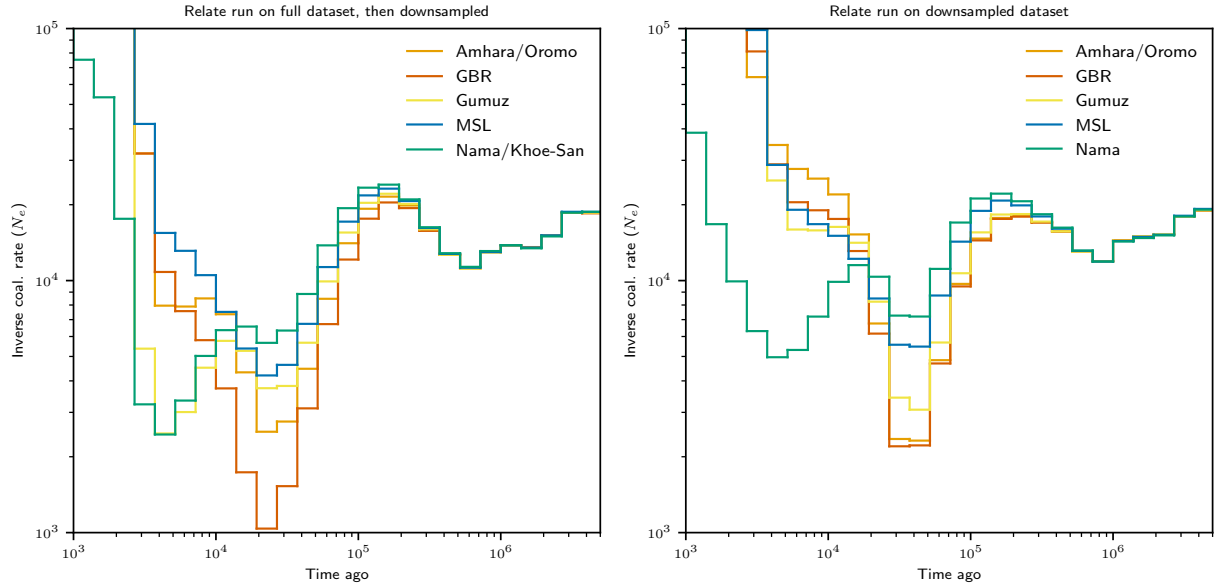 Relate run on full dataset, then downsampled
10^5
10^4
10^3
Inverse coal. rate (N_e)
Amhara/Oromo
GBR
Gumuz
MSL
Nama/Khoe-San
10^3
10^4
10^5
10^6
Time ago
Relate run on downsampled dataset
10^5
10^4
10^3
Inverse coal. rate (N_e)
Amhara/Oromo
GBR
Gumuz
MSL
Nama
10^3
10^4
10^5
10^6
Time ago